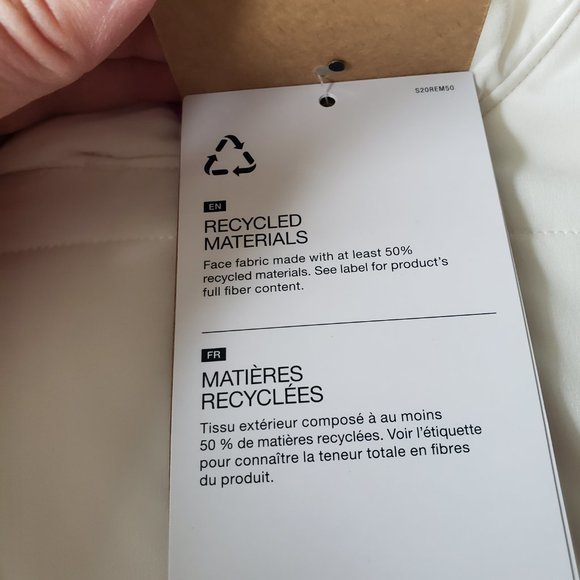 S20REM50
EN
RECYCLED
MATERIALS
Face fabric made with at least 50%
recycled materials. See label for product's
full fiber content.
FR
MATIÈRES
RECYCLÉES
Tissu extérieur composé à au moins
50 % de matières recyclées. Voir l'étiquette
pour connaître la teneur totale en fibres
du produit.